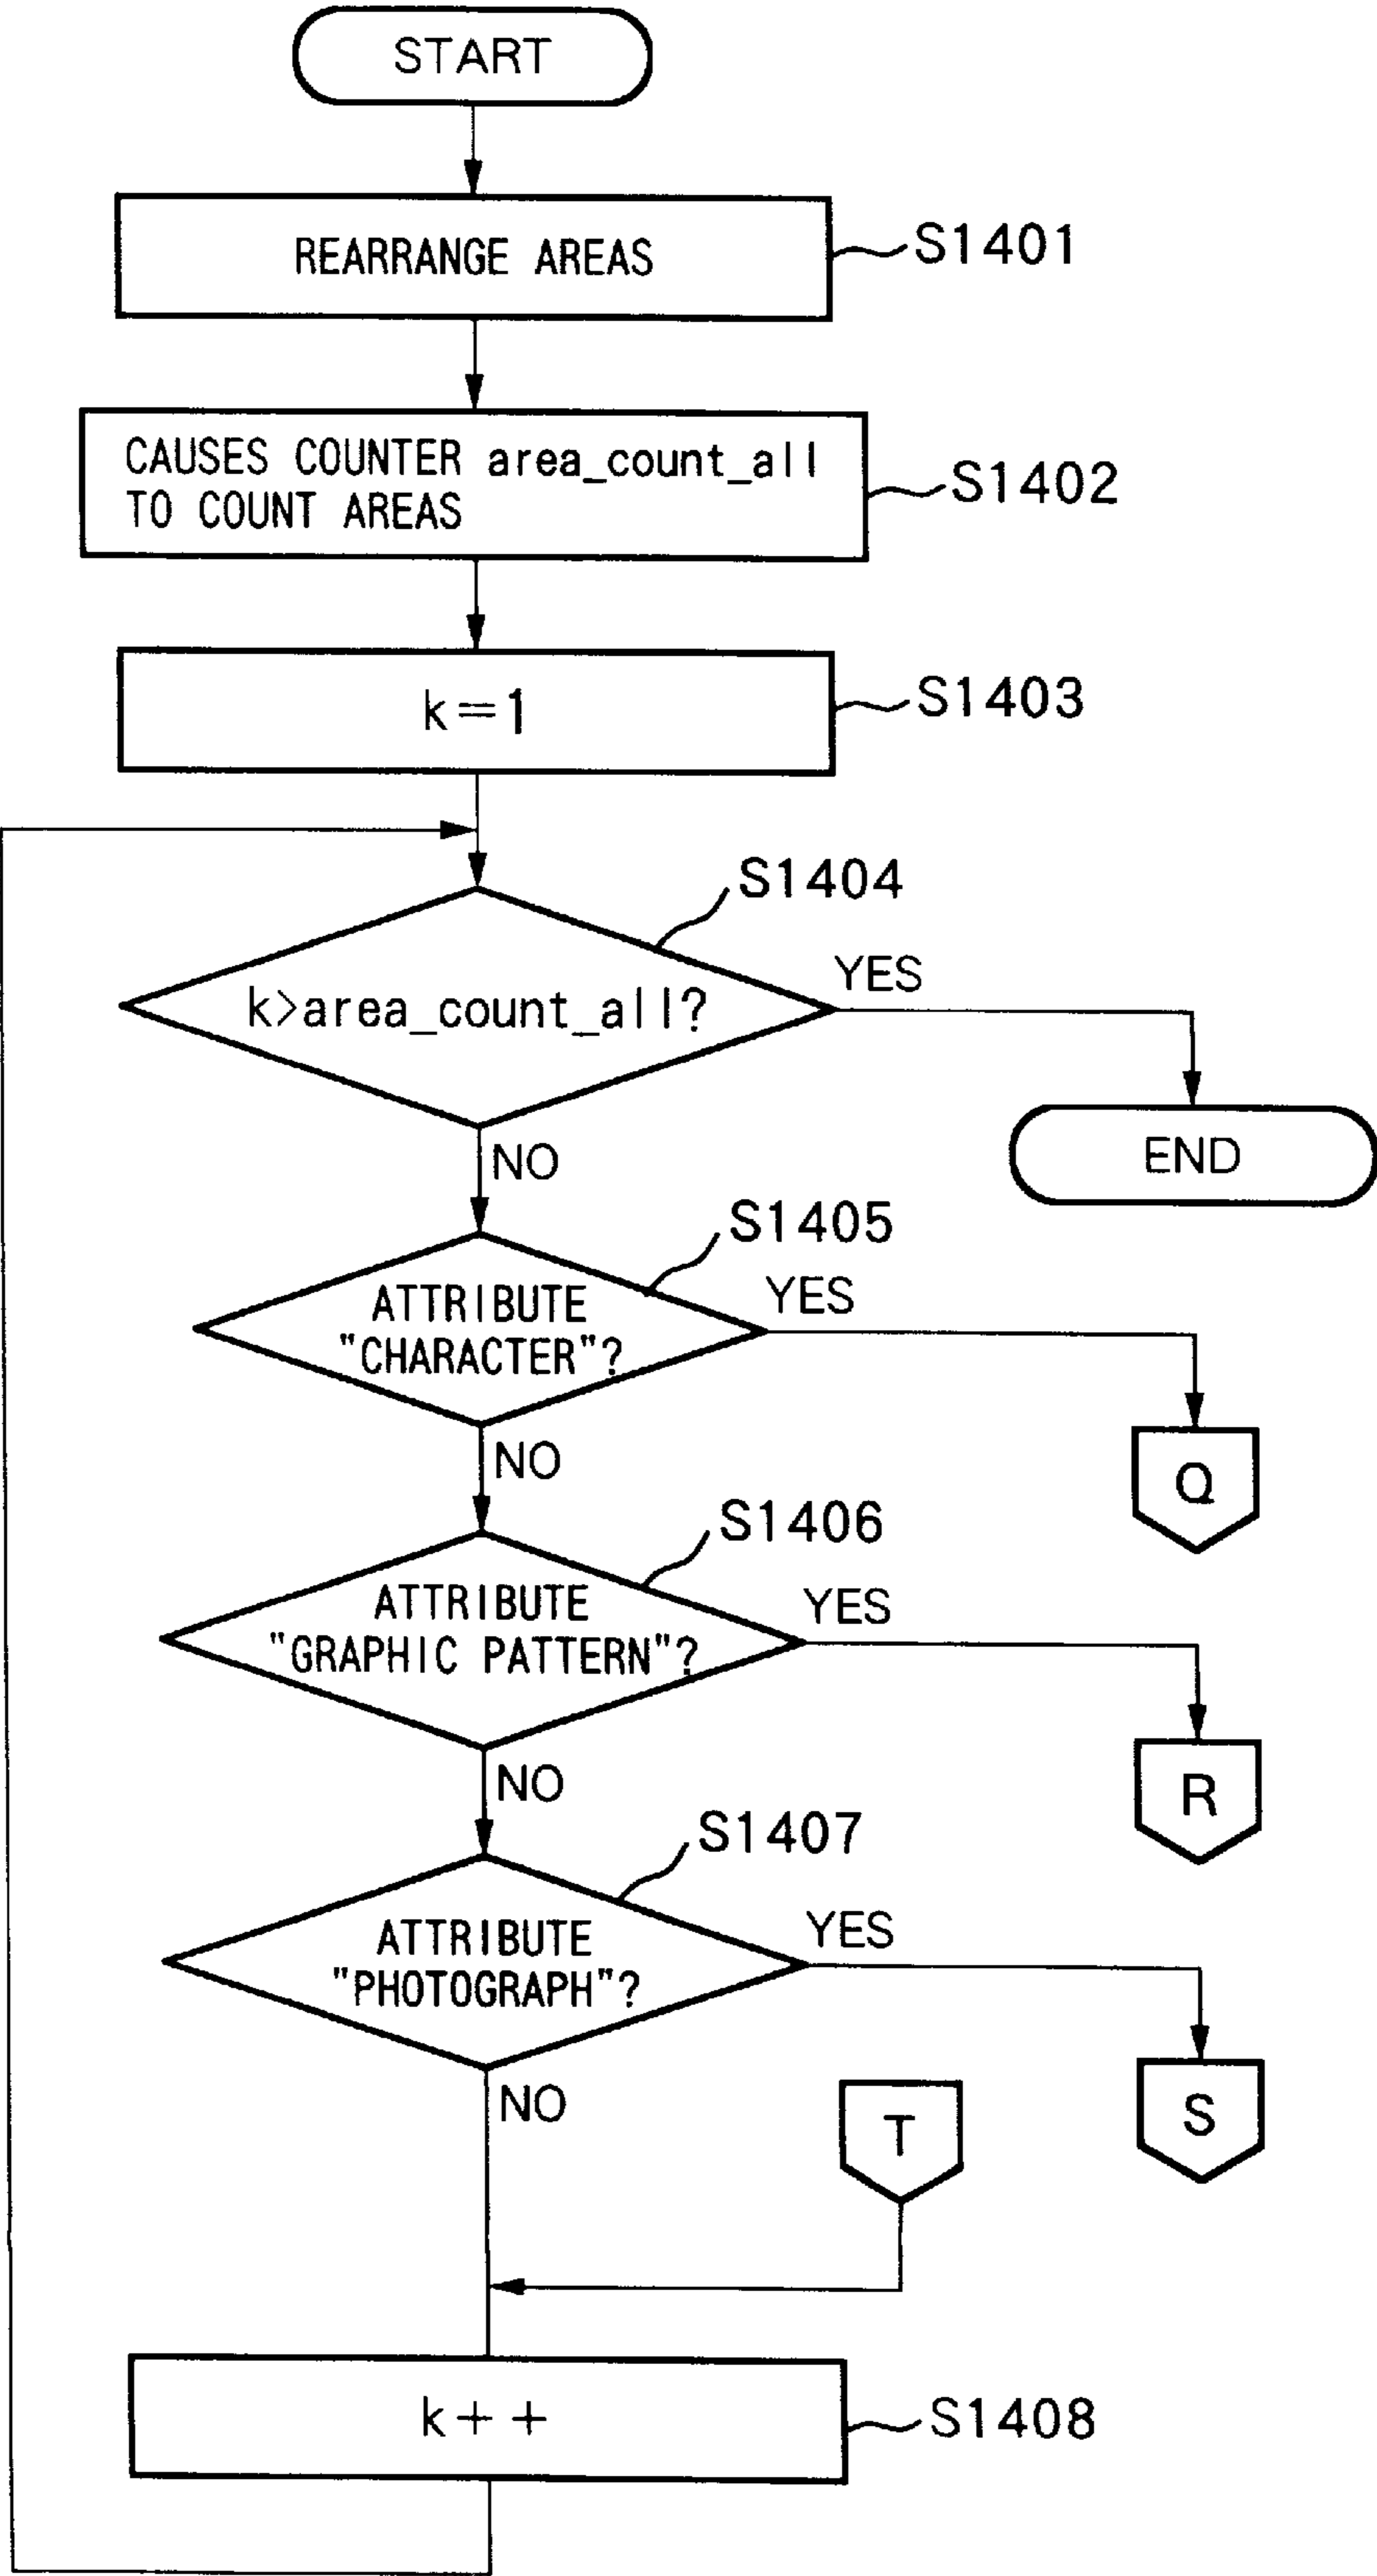 START
REARRANGE AREAS
S1401
CAUSES COUNTER area_count_all
TO COUNT AREAS
S1402
k=1
S1403
S1404
k>area_count_all?
YES
END
NO
S1405
ATTRIBUTE
"CHARACTER"?
YES
Q
NO
S1406
ATTRIBUTE
"GRAPHIC PATTERN"?
YES
R
NO
S1407
ATTRIBUTE
"PHOTOGRAPH"?
YES
S
NO
T
k++
S1408